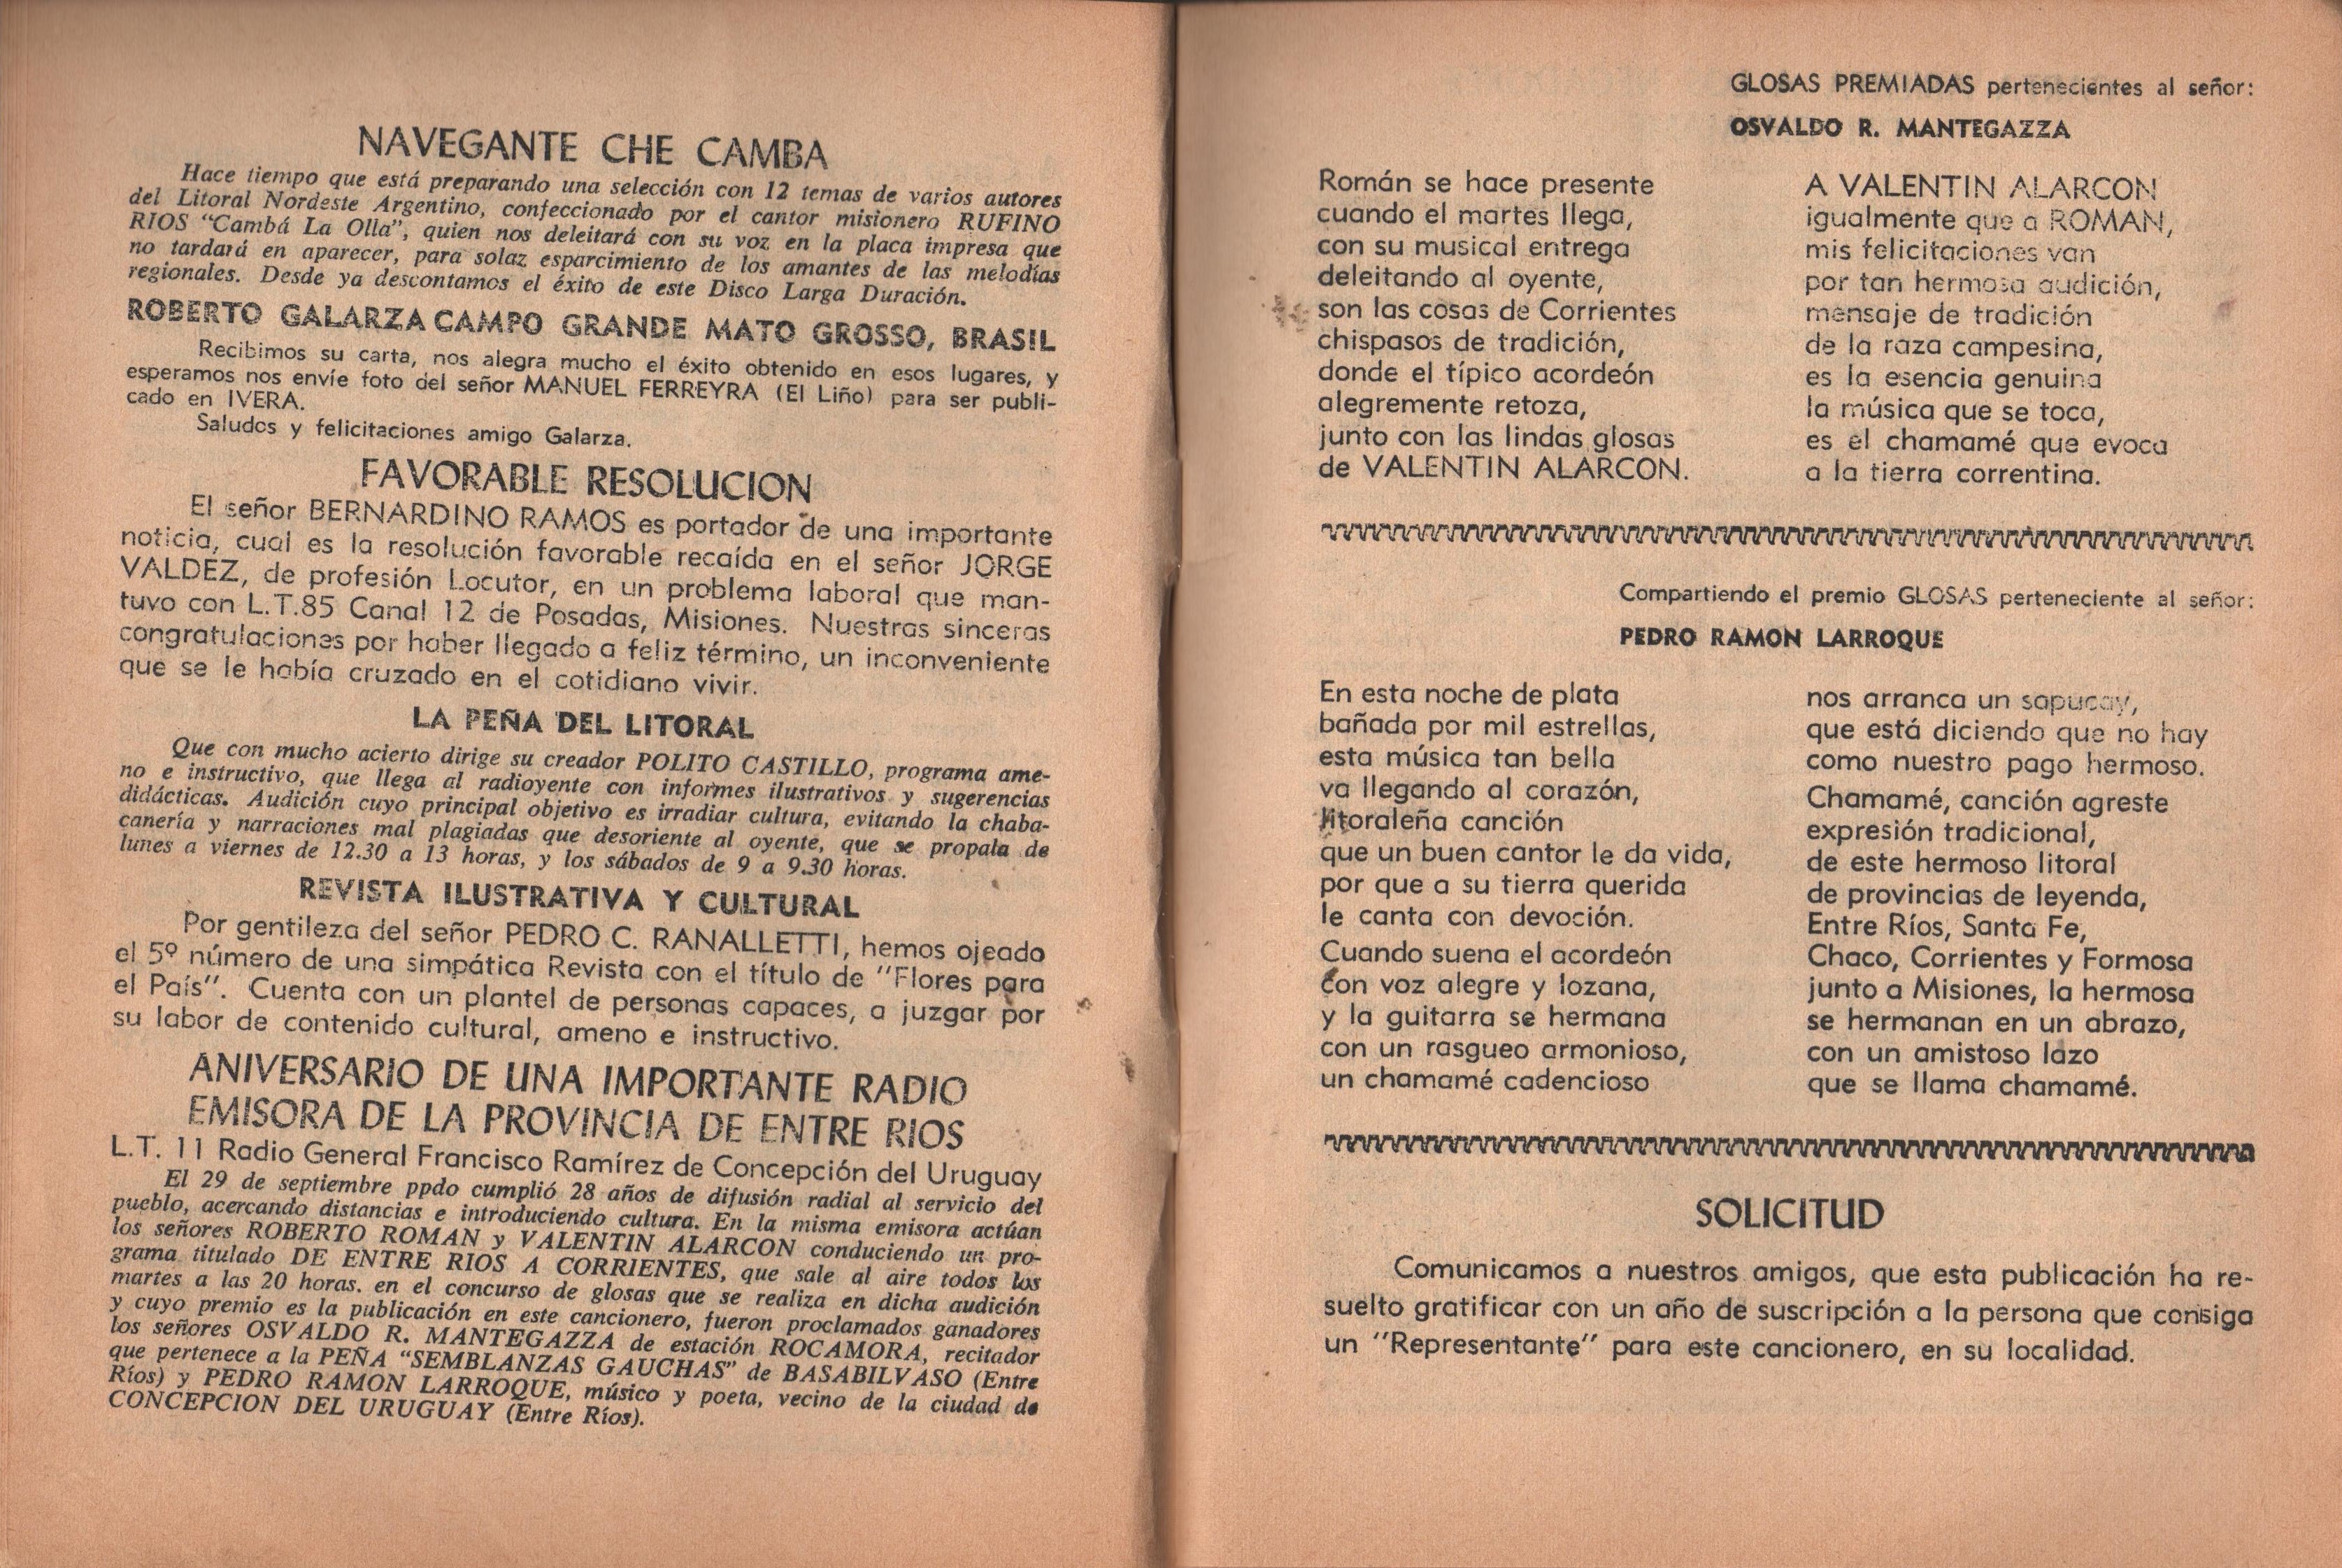 NAVEGANTE CHE CAMBA
Hace tiempo que está preparando una selección con 12 temas de varios autores
del Litoral Nordeste Argentino, confeccionado por el cantor misionero RUFINO
RIOS "Cambá La Olla", quien nos deleitará con su voz en la placa impresa que
no tardará en aparecer, para solaz esparcimiento de los amantes de las melodías
regionales. Desde ya descontamos el éxito de este Disco Larga Duración.
ROBERTO GALARZA CAMPO GRANDE MATO GROSSO, BRASIL
Recibimos su carta, nos alegra mucho el éxito obtenido en esos lugares, y
esperamos nos envíe foto del señor MANUEL FERREYRA (El Liño) para ser publi-
cado en IVERA.
Saludos y felicitaciones amigo Galarza.
FAVORABLE RESOLUCION
El señor BERNARDINO RAMOS es portador de una importante
noticia, cual es la resolución favorable recaída en el señor JORGE
VALDEZ, de profesión Locutor, en un problema laboral que man-
tuvo con L.T.85 Canal 12 de Posadas, Misiones. Nuestras sinceras
congratulaciones por haber llegado a feliz término, un inconveniente
que se le había cruzado en el cotidiano vivir.
LA PEÑA DEL LITORAL
Que con mucho acierto dirige su creador POLITO CASTILLO, programa ame-
no e instructivo, que llega al radioyente con informes ilustrativos y sugerencias
didácticas. Audición cuyo principal objetivo es irradiar cultura, evitando la chaba-
canería y narraciones mal plagiadas que desoriente al oyente, que se propala de
lunes a viernes de 12.30 a 13 horas, y los sábados de 9 a 9.30 horas.
REVISTA ILUSTRATIVA Y CULTURAL
Por gentileza del señor PEDRO C. RANALLETTI, hemos ojeado
el 5º número de una simpática Revista con el título de "Flores para
el País". Cuenta con un plantel de personas capaces, a juzgar por
su labor de contenido cultural, ameno e instructivo.
ANIVERSARIO DE UNA IMPORTANTE RADIO
EMISORA DE LA PROVINCIA DE ENTRE RIOS
L.T. 11 Radio General Francisco Ramírez de Concepción del Uruguay
El 29 de septiembre ppdo cumplió 28 años de difusión radial al servicio del
pueblo, acercando distancias e introduciendo cultura. En la misma emisora actúan
los señores ROBERTO ROMAN y VALENTIN ALARCON conduciendo un pro-
grama titulado DE ENTRE RIOS A CORRIENTES, que sale al aire todos los
martes a las 20 horas. en el concurso de glosas que se realiza en dicha audición
y cuyo premio es la publicación en este cancionero, fueron proclamados ganadores
los señores OSVALDO R. MANTEGAZZA de estación ROCAMORA, recitador
que pertenece a la PEÑA "SEMBLANZAS GAUCHAS" de BASABILVASO (Entre
Ríos) y PEDRO RAMON LARROQUE, músico y poeta, vecino de la ciudad de
CONCEPCION DEL URUGUAY (Entre Ríos).
GLOSAS PREMIADAS pertenecientes al señor:
OSVALDO R. MANTEGAZZA
Román se hace presente
cuando el martes llega,
con su musical entrega
deleitando al oyente,
son las cosas de Corrientes
chispasos de tradición,
donde el típico acordeón
alegremente retoza,
junto con las lindas glosas
de VALENTIN ALARCON.
A VALENTIN ALARCON
igualmente que a ROMAN,
mis felicitaciones van
por tan hermosa audición,
mensaje de tradición
de la raza campesina,
es la esencia genuina
la música que se toca,
es el chamamé que evoca
a la tierra correntina.
Compartiendo el premio GLOSAS perteneciente al señor:
PEDRO RAMON LARROQUE
En esta noche de plata
bañada por mil estrellas,
esta música tan bella
va llegando al corazón,
litoraleña canción
que un buen cantor le da vida,
por que a su tierra querida
le canta con devoción.
Cuando suena el acordeón
con voz alegre y lozana,
y la guitarra se hermana
con un rasgueo armonioso,
un chamamé cadencioso
nos arranca un sapucay,
que está diciendo que no hay
como nuestro pago hermoso.
Chamamé, canción agreste
expresión tradicional,
de este hermoso litoral
de provincias de leyenda,
Entre Ríos, Santa Fe,
Chaco, Corrientes y Formosa
junto a Misiones, la hermosa
se hermanan en un abrazo,
con un amistoso lazo
que se llama chamamé.
SOLICITUD
Comunicamos a nuestros amigos, que esta publicación ha re-
suelto gratificar con un año de suscripción a la persona que consiga
un "Representante" para este cancionero, en su localidad.